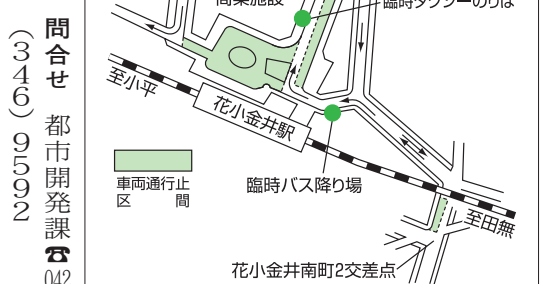 問合せ 都市開発課☎042
(346)9592
商業施設
臨時タクシーのりば
至小平
花小金井駅
車両通行止
区間
臨時バス降り場
至田無
花小金井南町2交差点